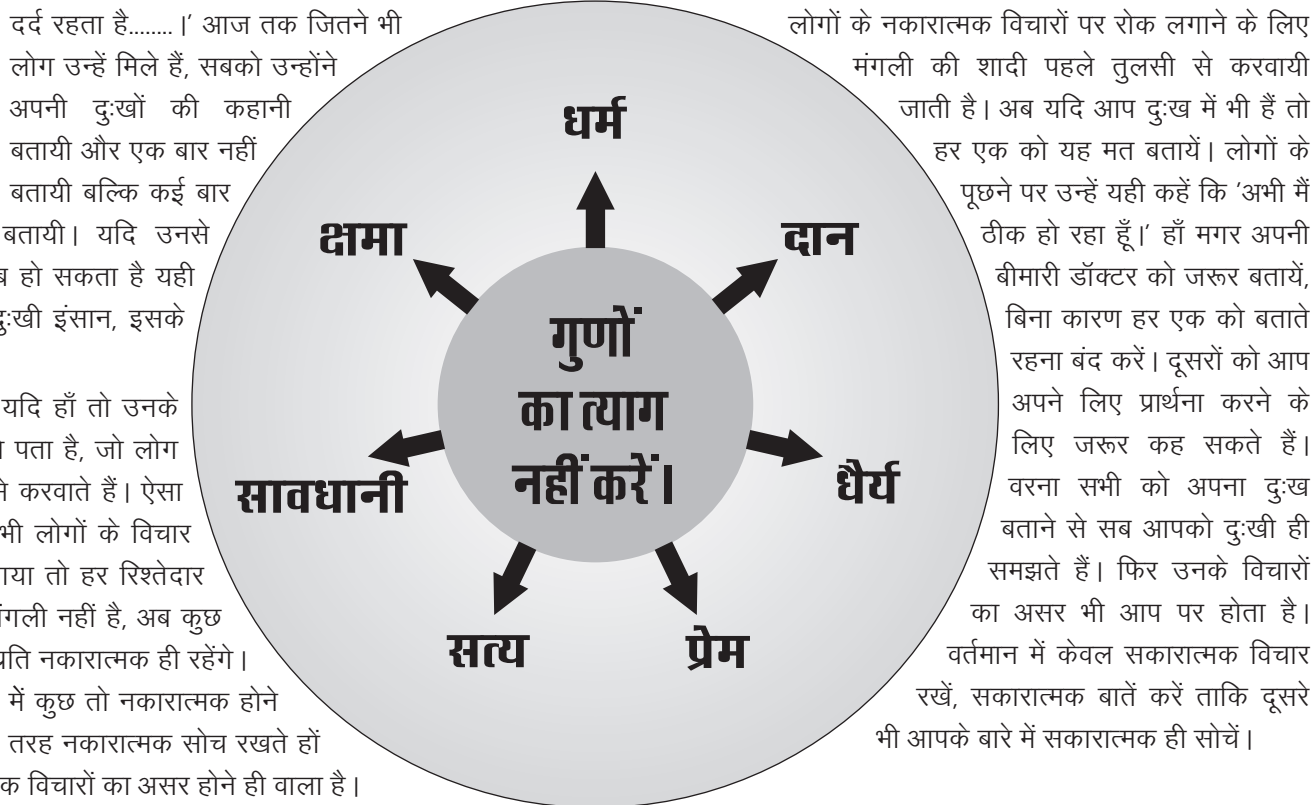 दर्द रहता है........।’ आज तक जितने भी
लोग उन्हें मिले हैं, सबको उन्होंने
अपनी दुःखों की कहानी
बतायी और एक बार नहीं
बतायी बल्कि कई बार
बतायी। यदि उनसे
हो सकता है यही
दुःखी इंसान, इसके
यदि हाँ तो उनके
पता है, जो लोग
से करवाते हैं। ऐसा
भी लोगों के विचार
तो हर रिश्तेदार
नहीं है, अब कुछ
प्रति नकारात्मक ही रहेंगे।
में कुछ तो नकारात्मक होने
तरह नकारात्मक सोच रखते हों
क विचारों का असर होने ही वाला है।
धर्म
दान
धैर्य
प्रेम
सत्य
सावधानी
क्षमा
गुणों
का त्याग
नहीं करें।
लोगों के नकारात्मक विचारों पर रोक लगाने के लिए
मंगली की शादी पहले तुलसी से करवायी
जाती है। अब यदि आप दुःख में भी हैं तो
हर एक को यह मत बतायें। लोगों के
पूछने पर उन्हें यही कहें कि ’अभी मैं
ठीक हो रहा हूँ।’ हाँ मगर अपनी
बीमारी डॉक्टर को जरूर बतायें,
बिना कारण हर एक को बताते
रहना बंद करें। दूसरों को आप
अपने लिए प्रार्थना करने के
लिए जरूर कह सकते हैं।
वरना सभी को अपना दुःख
बताने से सब आपको दुःखी ही
समझते हैं। फिर उनके विचारों
का असर भी आप पर होता है।
वर्तमान में केवल सकारात्मक विचार
रखें, सकारात्मक बातें करें ताकि दूसरे
भी आपके बारे में सकारात्मक ही सोचें।